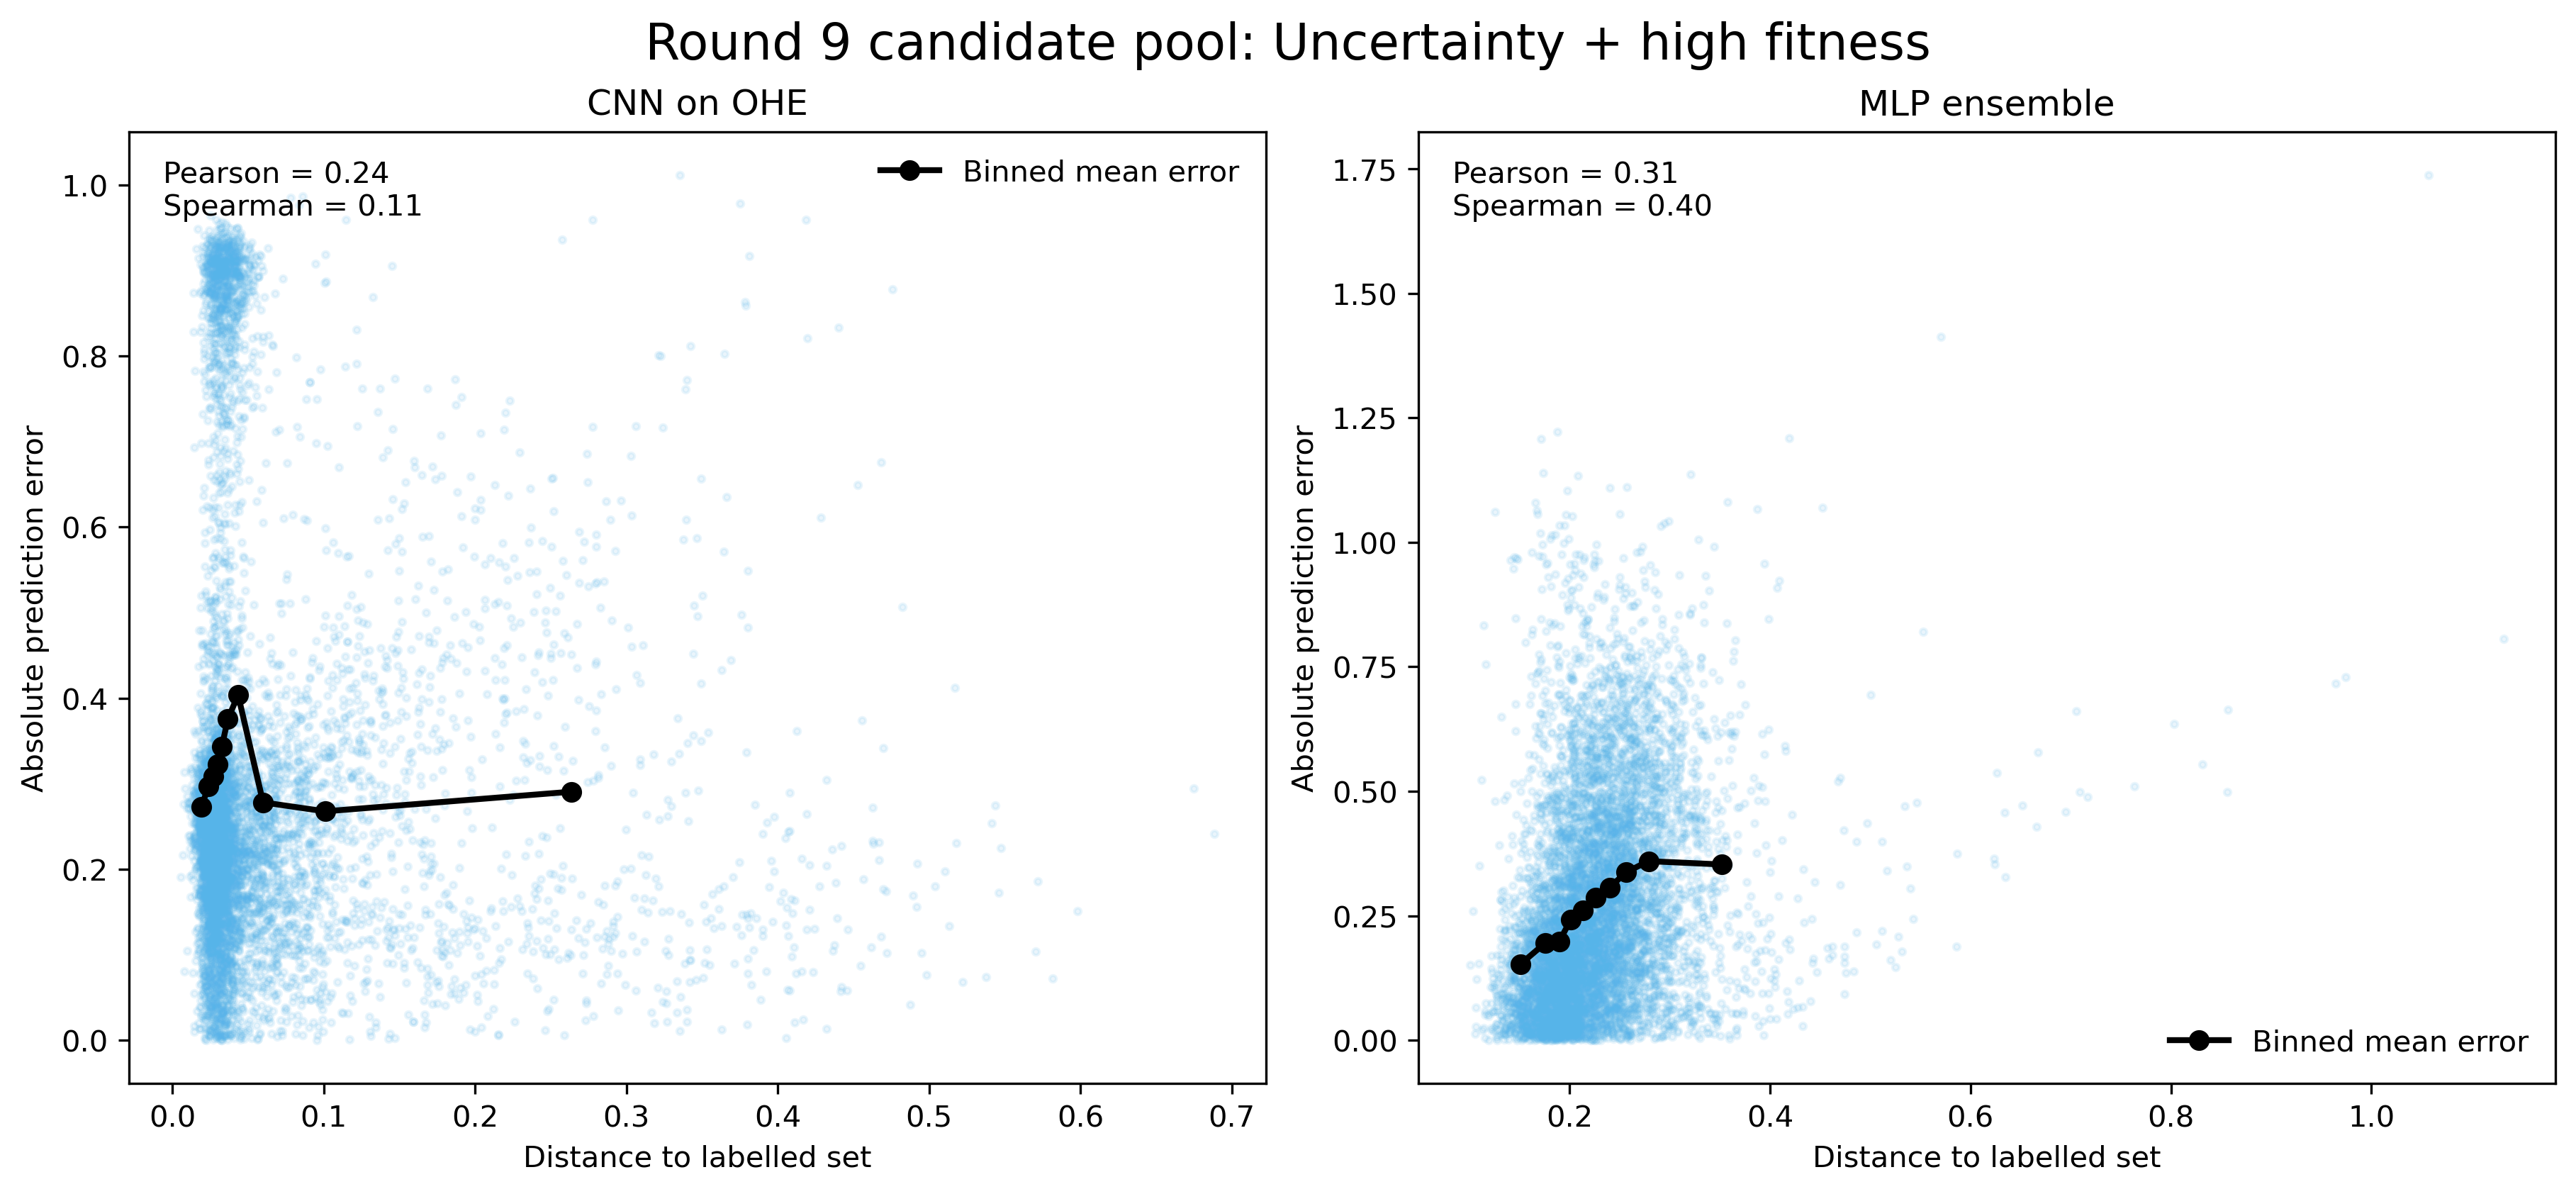 Round 9 candidate pool: Uncertainty + high fitness
CNN on OHE
Pearson = 0.24
Spearman = 0.11
Binned mean error
1.0
0.8
0.6
0.4
0.2
0.0
Absolute prediction error
0.0 0.1 0.2 0.3 0.4 0.5 0.6 0.7
Distance to labelled set
MLP ensemble
Pearson = 0.31
Spearman = 0.40
1.75
1.50
1.25
1.00
0.75
0.50
0.25
0.00
Absolute prediction error
Binned mean error
0.2 0.4 0.6 0.8 1.0
Distance to labelled set